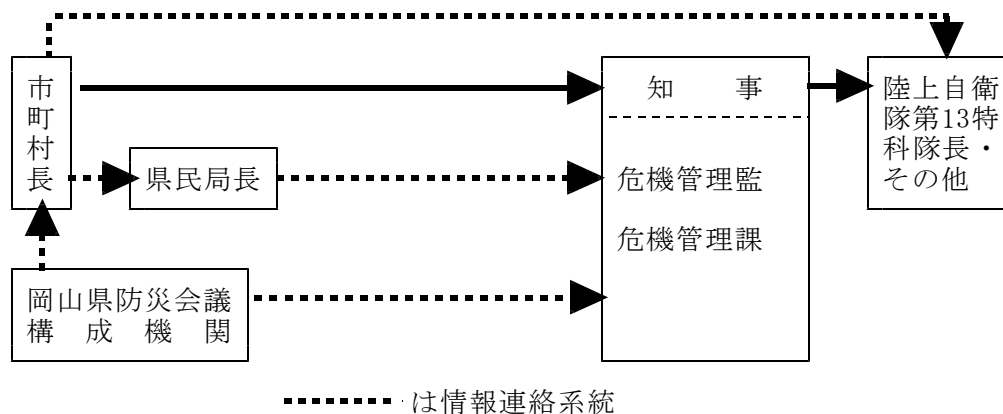 市
町
村
長
知　　事
陸上自衛
隊第13特
科隊長・
その他
県民局長
危機管理監
危機管理課
岡山県防災会議
構　成　機　関
は情報連絡系統